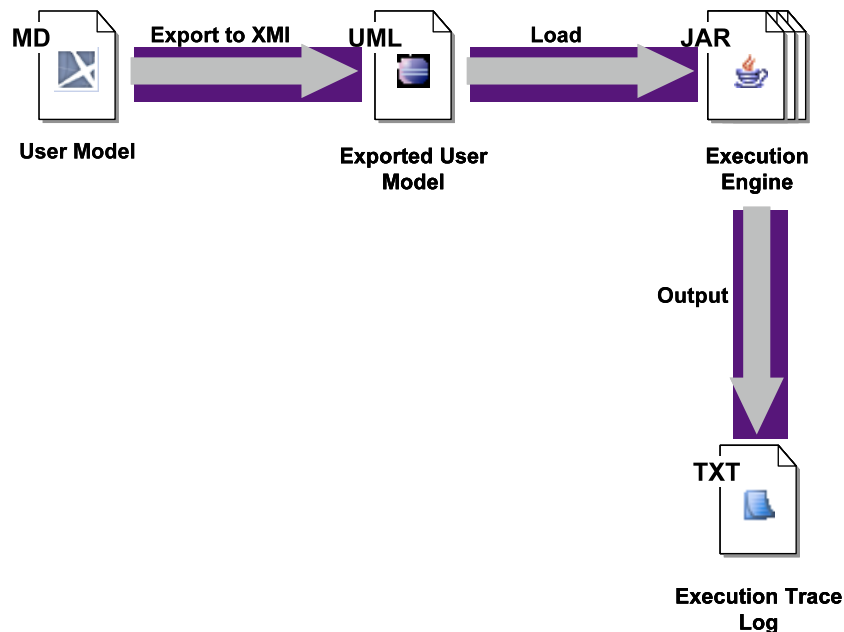 MD
Export to XMI
UML
Load
JAR
User Model
Exported User
Model
Execution
Engine
Output
TXT
Execution Trace
Log